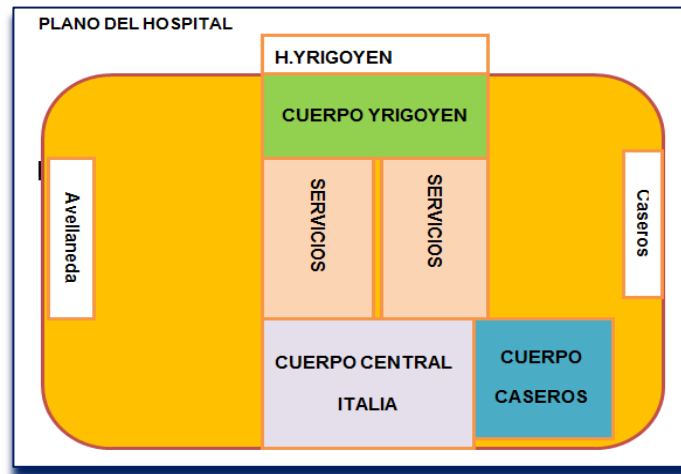 PLANO DEL HOSPITAL
H.YRIGOYEN
CUERPO YRIGOYEN
Avellaneda
SERVICIOS
SERVICIOS
Caseros
CUERPO CENTRAL
ITALIA
CUERPO
CASEROS